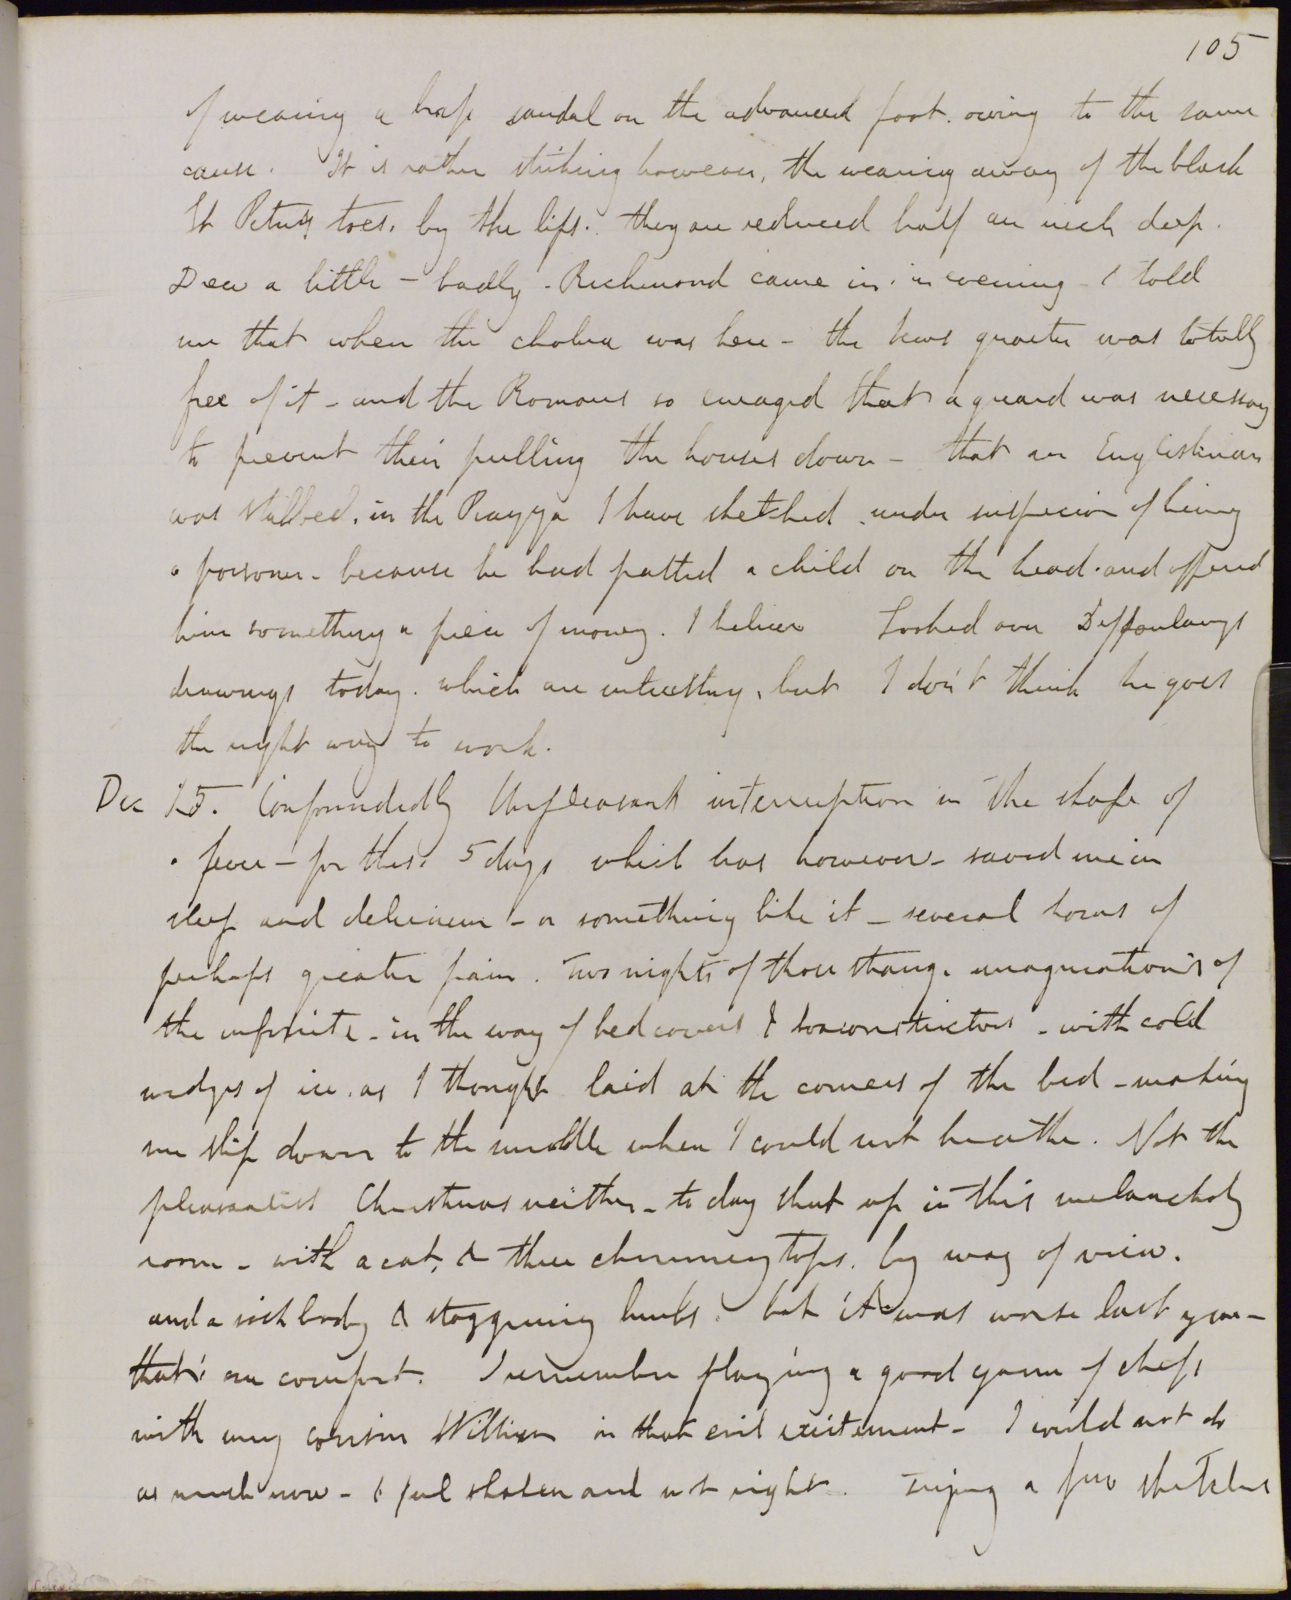 105
of wearing a brass sandal on the advanced foot. owing to the same
cause. It is rather striking however, the wearing away of the black
St Peter's toes. by the lips. they are reduced half an inch deep.
Drew a little - badly - Richmond came in. in evening - & told
me that when the cholera was here - the Jews quarter was totally
free of it - and the Romans so enraged that a guard was necessary
to prevent their pulling the houses down - that an Englishman
was stabbed. in the Piazza I have sketched. under suspicion of being
a poisoner - because he had patted a child on the head. and offered
him something a piece of money. I believe Looked over
drawings today. which are interesting, but I don't think he goes
the right way to work.
Dec 25. Confoundedly Unpleasant interruption in the shape of
a fever - for these 5 days which has however - saved me in
sleep and delirium - or something like it - several hours of
perhaps greater pain. Two nights of those strange imaginations of
the infinite - in the way of bed covers & boaconstrictors - with cold
wedges of ice. as I thought laid at the corners of the bed - making
me slip down to the middle when I could not breathe. Not the
pleasantest Christmas neither - to day shut up in this melancholy
room - with a cat, & three chimneytops. by way of view.
and a sick body & staggering limbs. but it was worse last year -
that's one comfort. I remember playing a good game of chess
with my cousin William in that evil excitement - I could not do
as much now - I feel shaken and not right. a few sketches